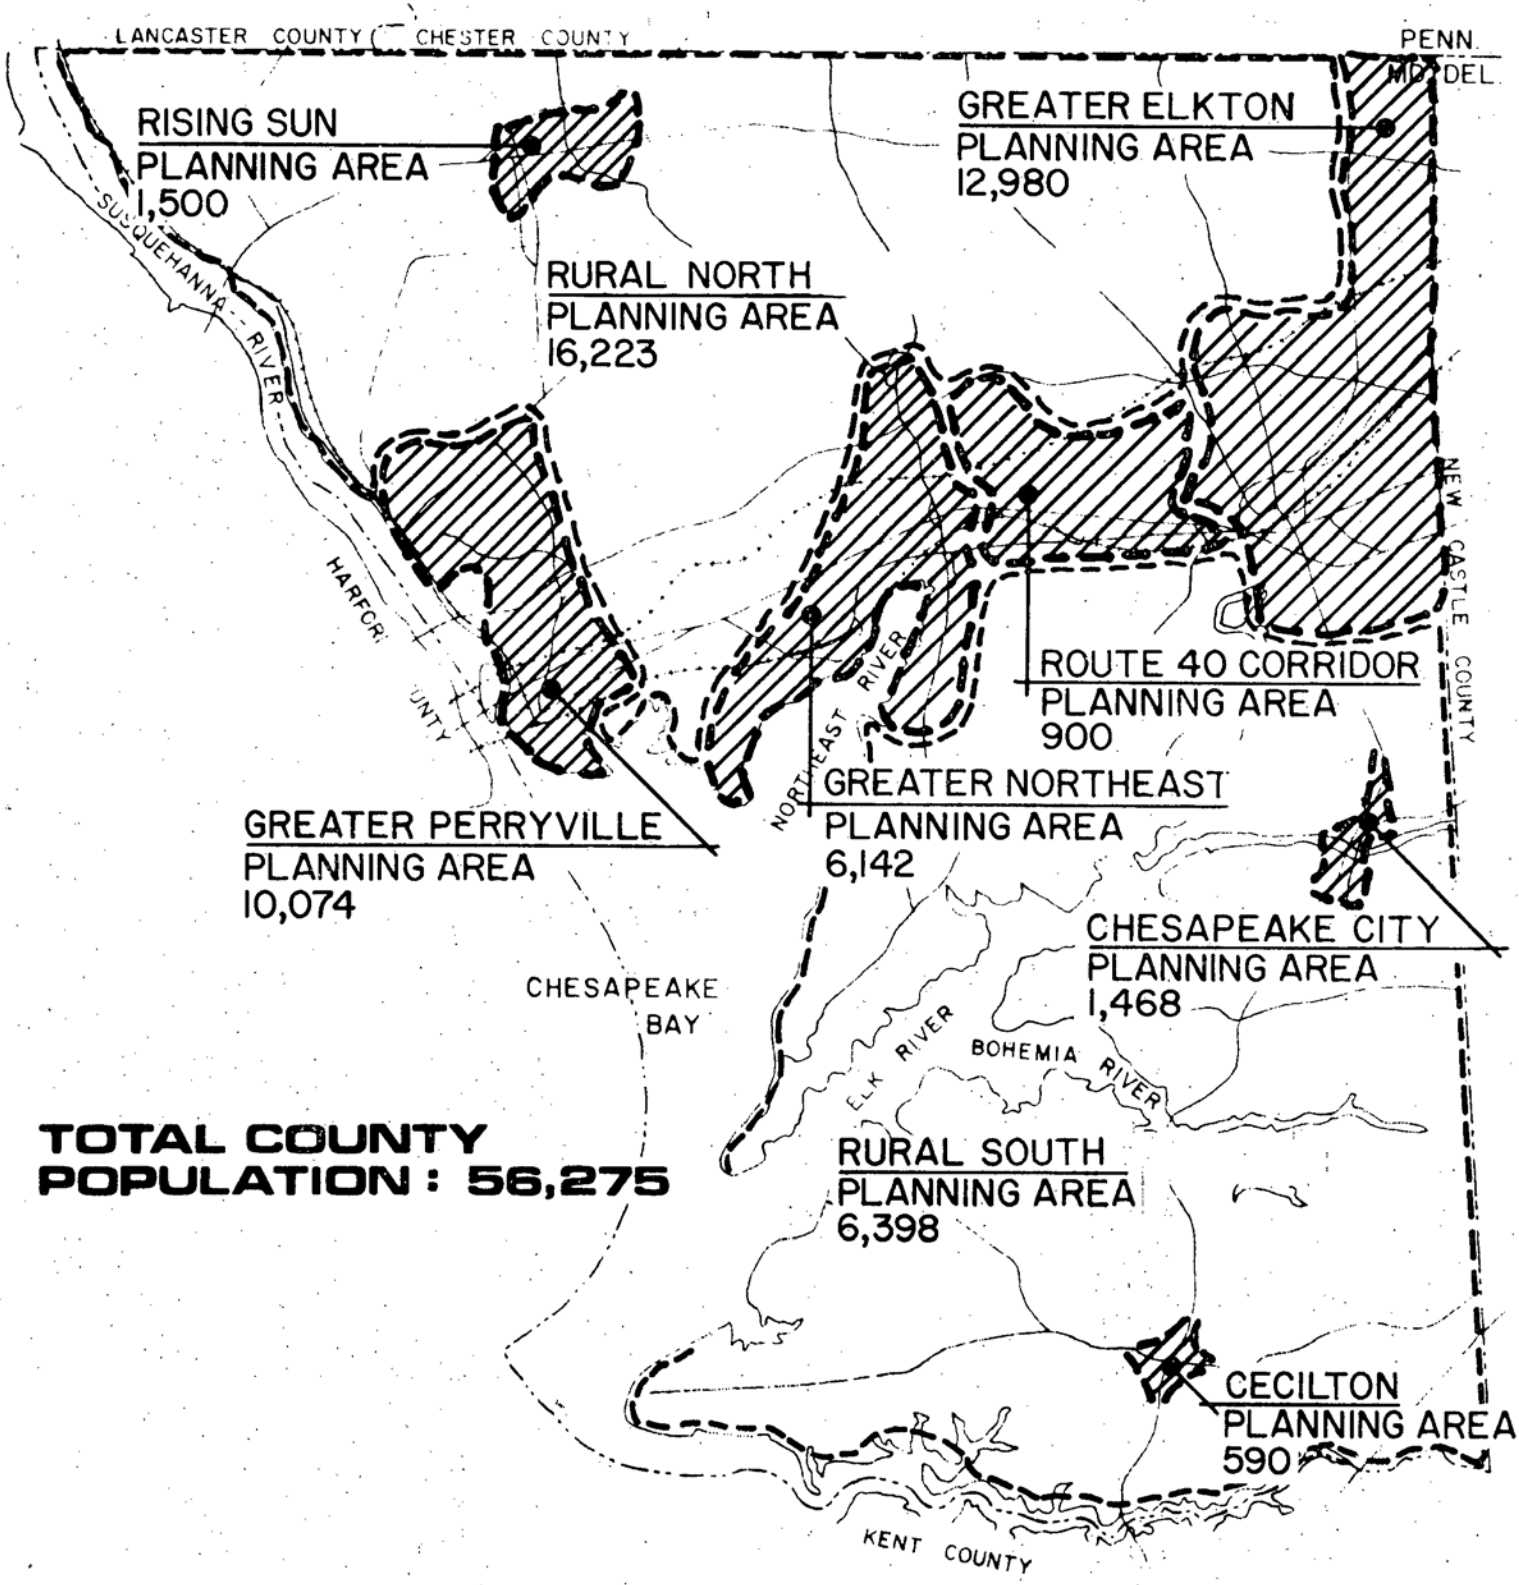 LANCASTER COUNTY CHESTER COUNTY
PENN.
MD. DEL.
RISING SUN
PLANNING AREA
1,500
GREATER ELKTON
PLANNING AREA
12,980
SUSQUEHANNA RIVER
RURAL NORTH
PLANNING AREA
16,223
NEW CASTLE COUNTY
HARFOR
UNTY
NORTHEAST RIVER
ROUTE 40 CORRIDOR
PLANNING AREA
900
GREATER NORTHEAST
PLANNING AREA
6,142
GREATER PERRYVILLE
PLANNING AREA
10,074
CHESAPEAKE CITY
PLANNING AREA
1,468
CHESAPEAKE
BAY
ELK RIVER
BOHEMIA RIVER
TOTAL COUNTY
POPULATION : 56,275
RURAL SOUTH
PLANNING AREA
6,398
CECILTON
PLANNING AREA
590
KENT COUNTY